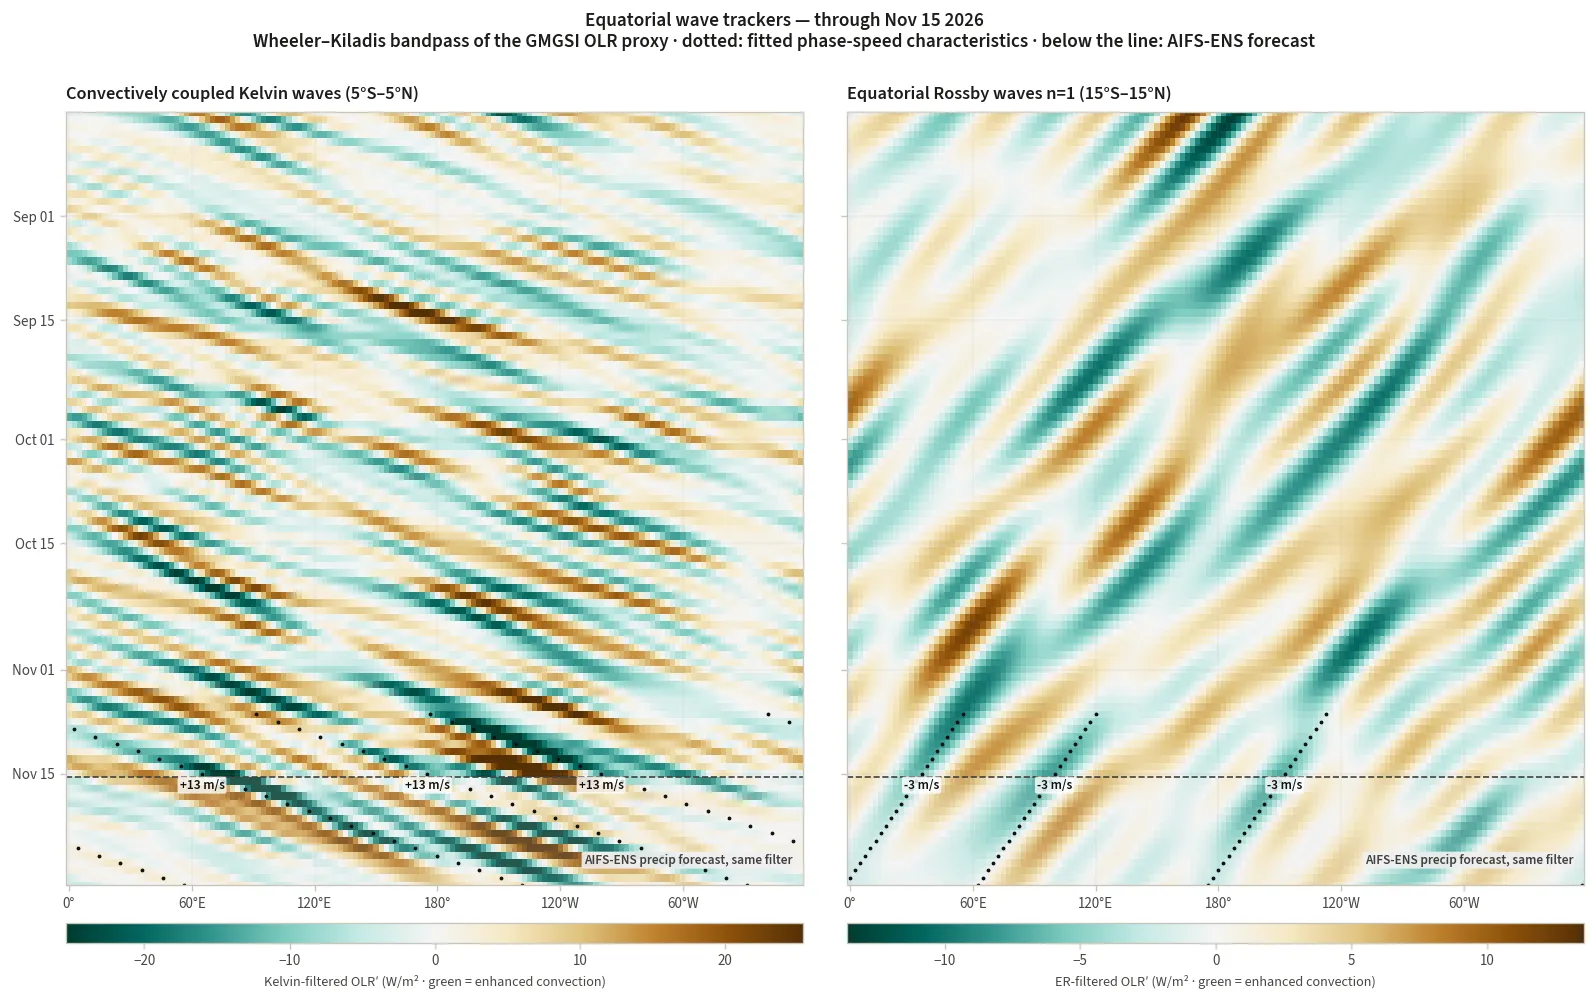 Equatorial wave trackers — through Nov 15 2026
Wheeler–Kiladis bandpass of the GMGSI OLR proxy · dotted: fitted phase-speed characteristics · below the line: AIFS-ENS forecast
Convectively coupled Kelvin waves (5°S–5°N)
Equatorial Rossby waves n=1 (15°S–15°N)
Sep 01
Sep 15
Oct 01
Oct 15
Nov 01
Nov 15
+13 m/s
+13 m/s
+13 m/s
-3 m/s
-3 m/s
-3 m/s
AIFS-ENS precip forecast, same filter
AIFS-ENS precip forecast, same filter
0° 60°E 120°E 180° 120°W 60°W
0° 60°E 120°E 180° 120°W 60°W
−20 −10 0 10 20
−10 −5 0 5 10
Kelvin-filtered OLR′ (W/m² · green = enhanced convection)
ER-filtered OLR′ (W/m² · green = enhanced convection)